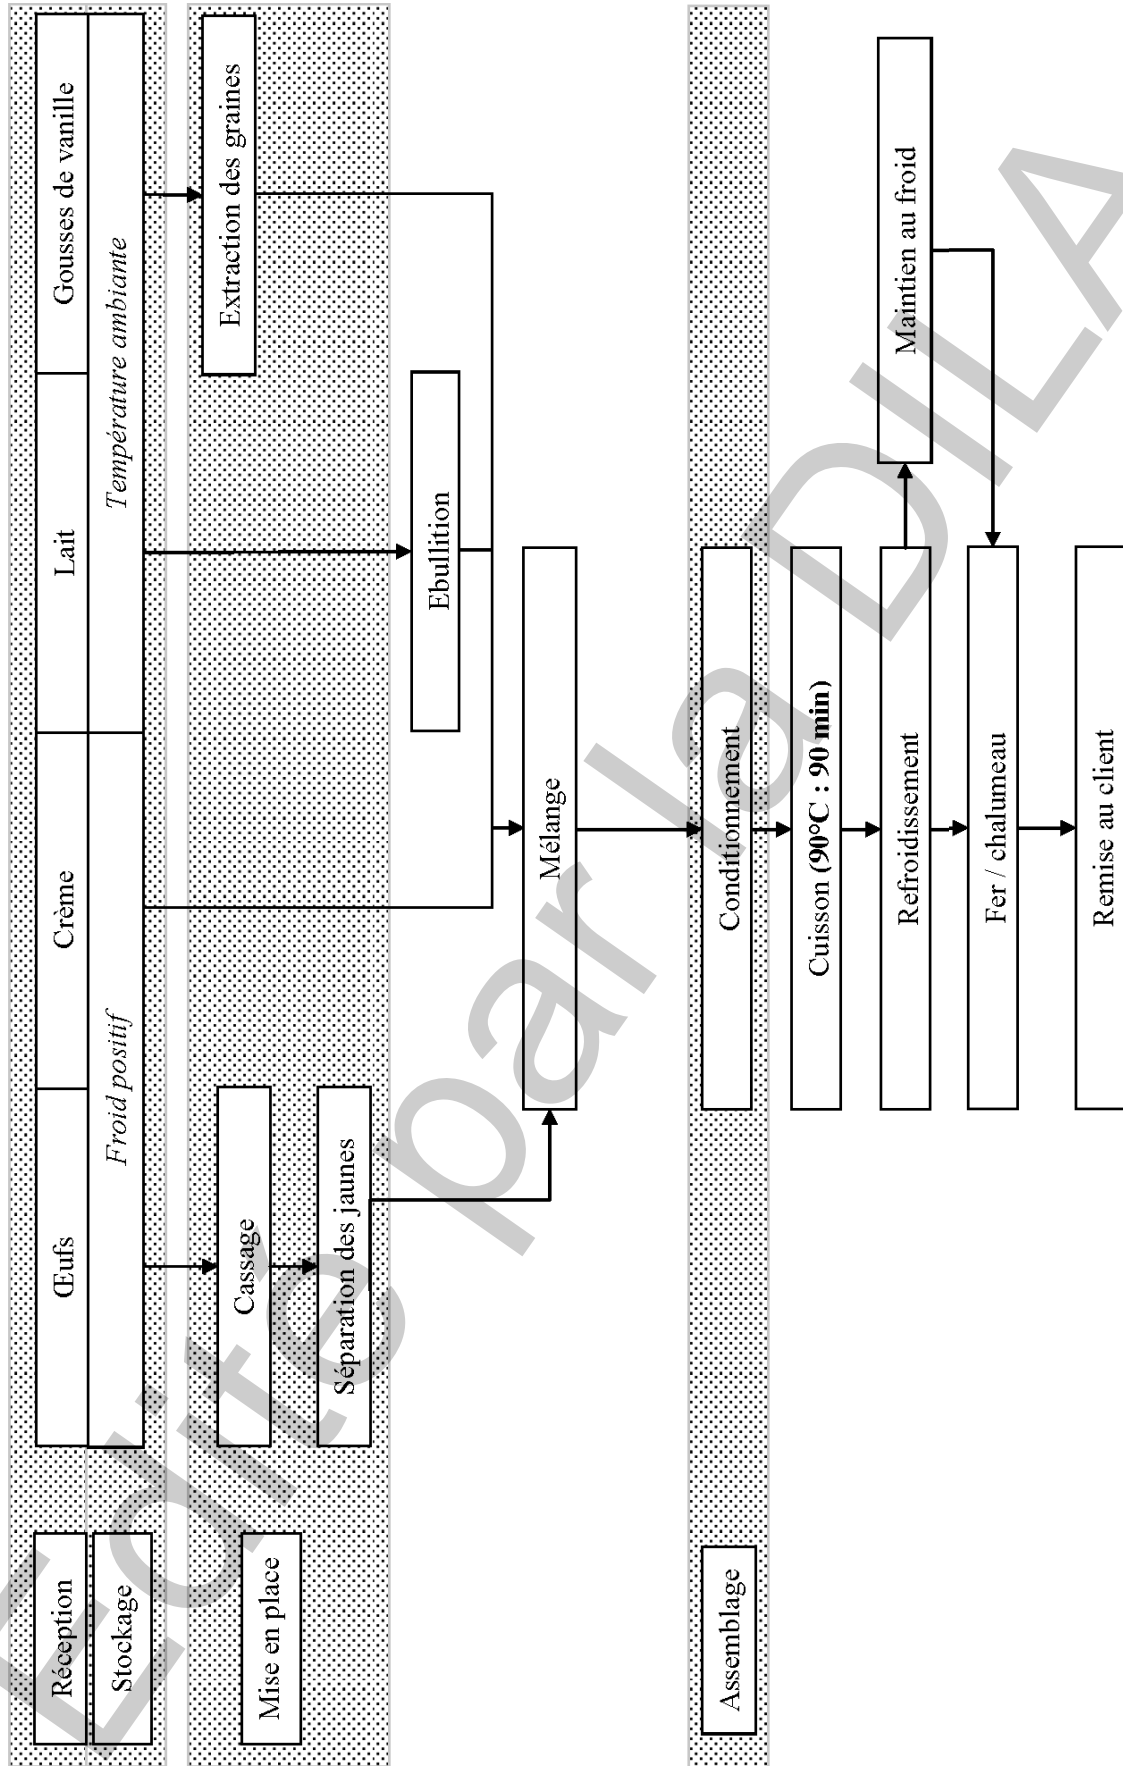 Réception
Œufs
Crème
Lait
Gousses de vanille
Stockage
Froid positif
Température ambiante
Mise en place
Cassage
Extraction des graines
Séparation des jaunes
Ebullition
Mélange
Assemblage
Conditionnement
Cuisson (90°C : 90 min)
Refroidissement
Maintien au froid
Fer / chalumeau
Remise au client
Edité par la DILA